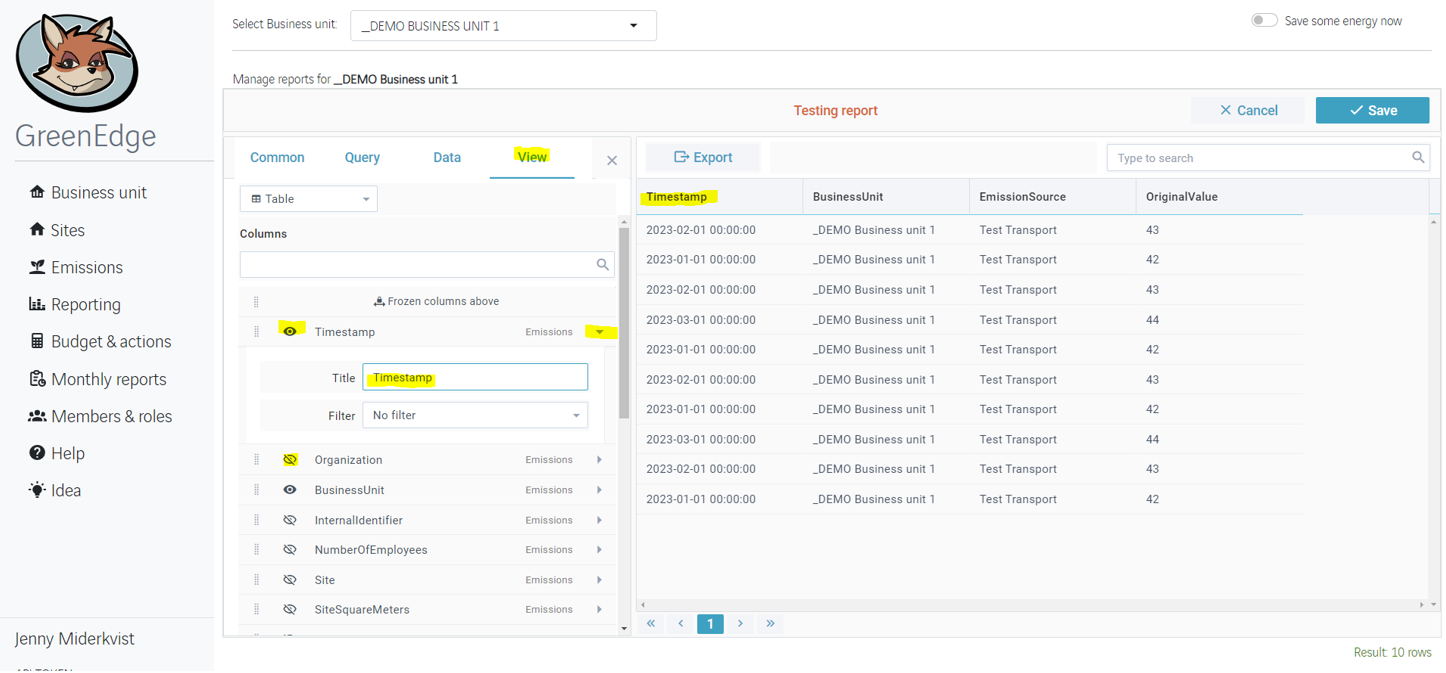 GreenEdge
Business unit
Sites
Emissions
Reporting
Budget & actions
Monthly reports
Members & roles
Help
Idea
Jenny Miderkvist
Select Business unit: _DEMO BUSINESS UNIT 1
Save some energy now
Manage reports for __DEMO Business unit 1
Testing report
Cancel
Save
Common Query Data View
Table
Columns
Frozen columns above
Timestamp Emissions
Title Timestamp
Filter No filter
Organization Emissions
BusinessUnit Emissions
InternalIdentifier Emissions
NumberOfEmployees Emissions
Site Emissions
SiteSquareMeters Emissions
Export
Type to search
Timestamp BusinessUnit EmissionSource OriginalValue
2023-02-01 00:00:00 _DEMO Business unit 1 Test Transport 43
2023-01-01 00:00:00 _DEMO Business unit 1 Test Transport 42
2023-02-01 00:00:00 _DEMO Business unit 1 Test Transport 43
2023-03-01 00:00:00 _DEMO Business unit 1 Test Transport 44
2023-01-01 00:00:00 _DEMO Business unit 1 Test Transport 42
2023-02-01 00:00:00 _DEMO Business unit 1 Test Transport 43
2023-01-01 00:00:00 _DEMO Business unit 1 Test Transport 42
2023-03-01 00:00:00 _DEMO Business unit 1 Test Transport 44
2023-02-01 00:00:00 _DEMO Business unit 1 Test Transport 43
2023-01-01 00:00:00 _DEMO Business unit 1 Test Transport 42
1
Result: 10 rows